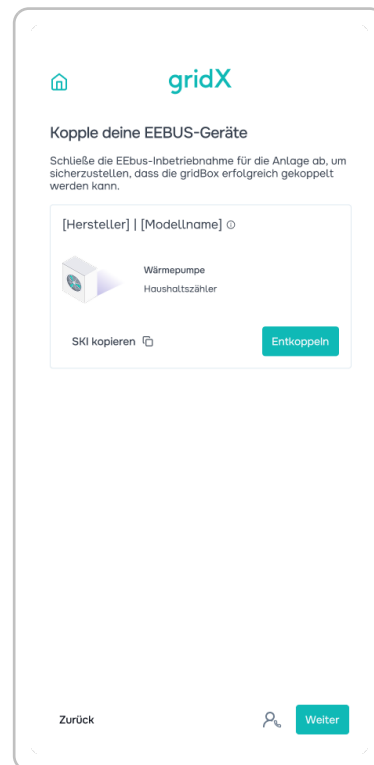 gridX
Kopple deine EEBUS-Geräte
Schließe die EEbus-Inbetriebnahme für die Anlage ab, um
sicherzustellen, dass die gridBox erfolgreich gekoppelt
werden kann.
[Hersteller] | [Modellname]
Wärmepumpe
Haushaltszähler
SKI kopieren
Entkoppeln
Zurück
Weiter